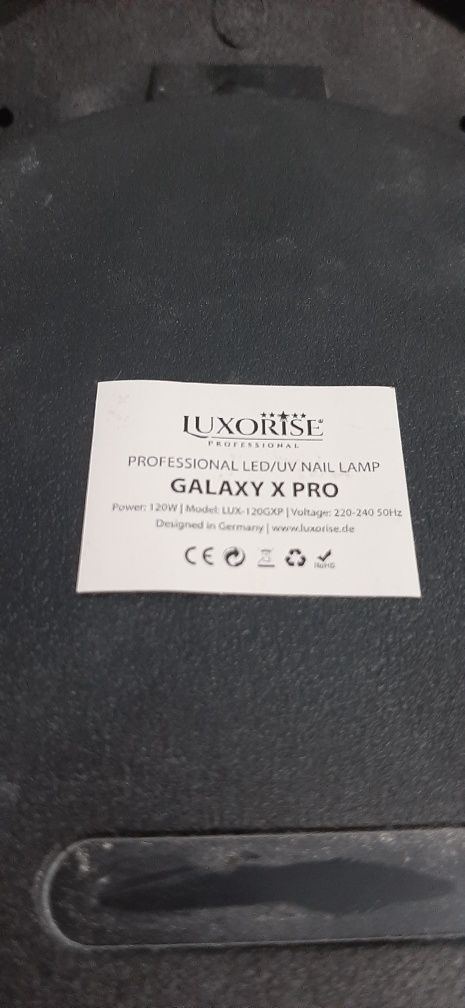 LUXORISE
PROFESSIONAL
PROFESSIONAL LED/UV NAIL LAMP
GALAXY X PRO
Power: 120W | Model: LUX-120GXP | Voltage: 220-240 50Hz
Designed in Germany | www.luxorise.de
CE
RoHS